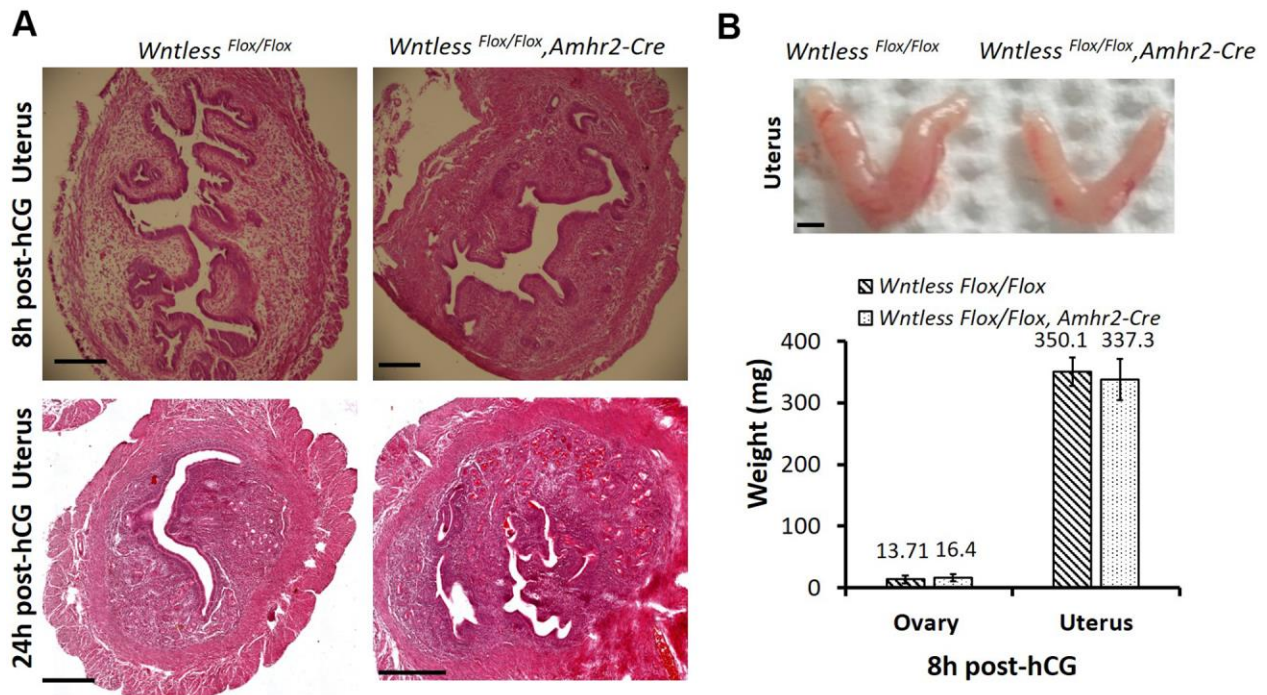 A
Wntless Flox/Flox
Wntless Flox/Flox,Amhr2-Cre
8h post-hCG Uterus
24h post-hCG Uterus
B
Wntless Flox/Flox
Wntless Flox/Flox,Amhr2-Cre
Uterus
Wntless Flox/Flox
Wntless Flox/Flox, Amhr2-Cre
350.1 337.3
400
300
200
100
0
Weight (mg)
13.71 16.4
Ovary Uterus
8h post-hCG